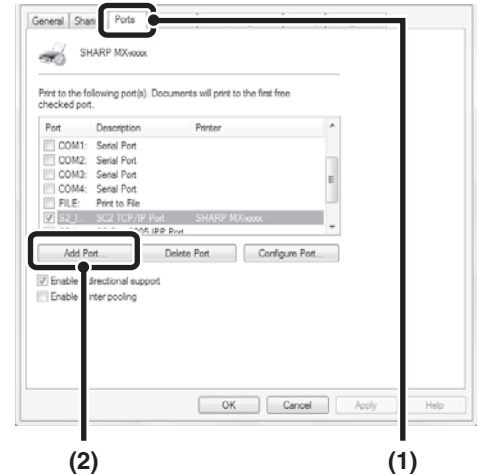 General Shari Ports
SHARP MX-xxxx
Print to the following port(s). Documents will print to the first free
checked port.
Port Description Printer
COM1: Serial Port
COM2: Serial Port
COM3: Serial Port
COM4: Serial Port
FILE: Print to File
S2_I... SC2 TCP/IP Port SHARP MX-xxxx
Add Port... Delete Port Configure Port...
Enable directional support
Enable nter pooling
OK Cancel Apply Help
(2) (1)